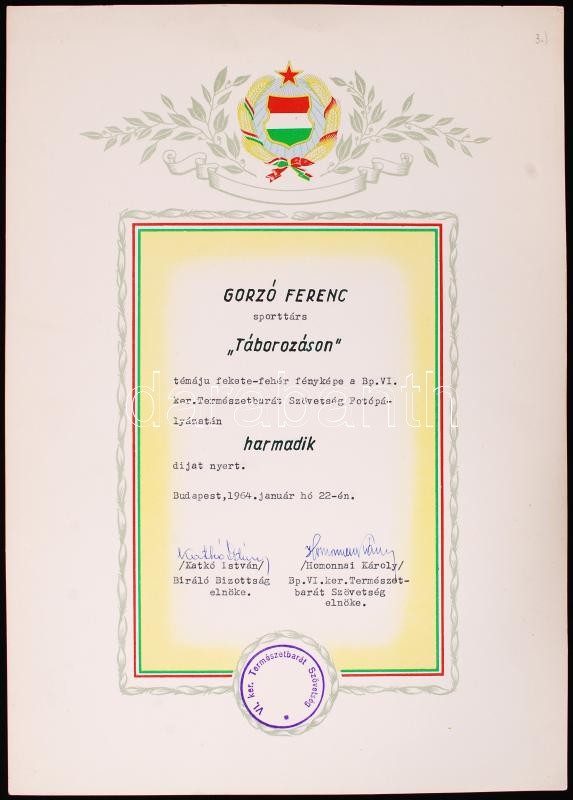 3.)
GORZÓ FERENC
sporttárs
„Táborozáson"
témáju fekete-fehér fényképe a Bp.VI.
ker.Természetbarát Szövetség Fotópá-
lyázatán
harmadik
dijat nyert.
Budapest,1964.január hó 22-én.
/Katkó István/
Biráló Bizottság
elnöke.
/Homonnai Károly/
Bp.VI.ker.Természet-
barát Szövetség
elnöke.
VI. ker. Természetbarát Szövetség
darabanth